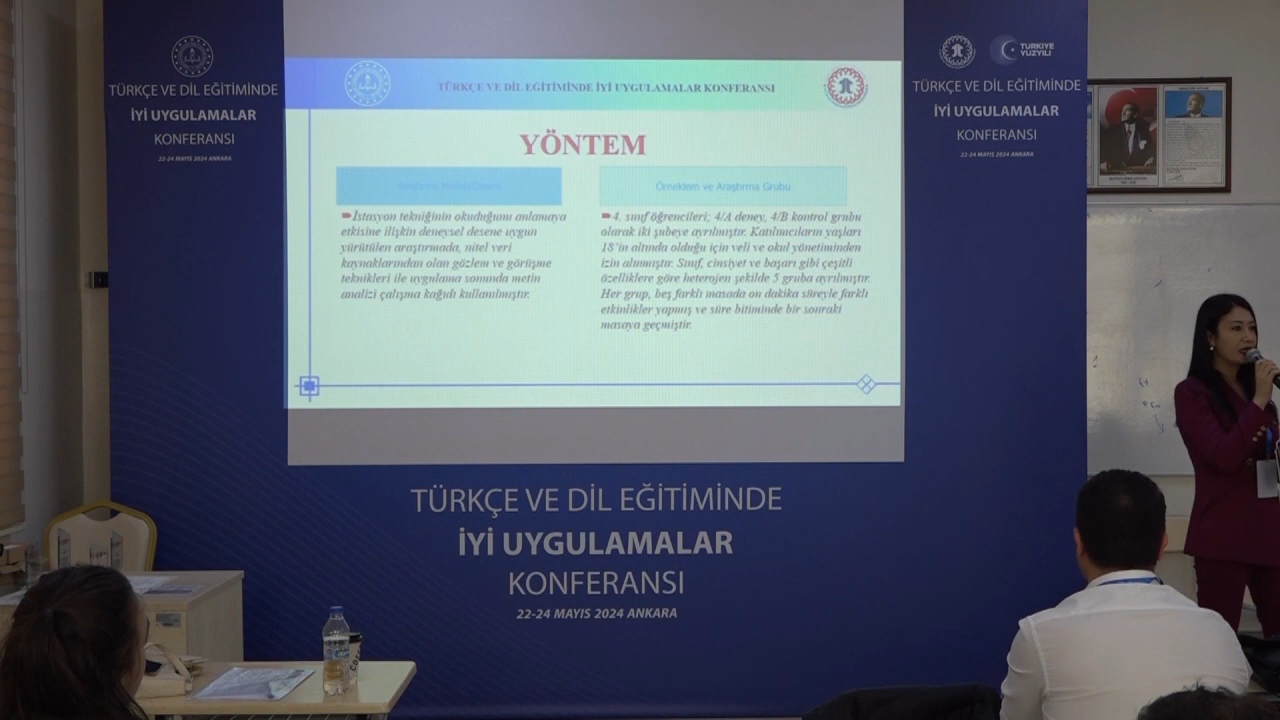 TÜRKÇE VE DİL EĞİTİMİNDE
İYİ UYGULAMALAR
KONFERANSI
22-24 MAYIS 2024 ANKARA
TÜRKÇE VE DİL EĞİTİMİNDE İYİ UYGULAMALAR KONFERANSI
YÖNTEM
Örneklem ve Araştırma Grubu
İstasyon tekniğinin okuduğunu anlamaya
etkisine ilişkin deneysel desene uygun
yürütülen araştırmada, nitel veri
kaynaklarından olan gözlem ve görüşme
teknikleri ile uygulama sonunda metin
analizi çalışma kağıdı kullanılmıştır.
4. sınıf öğrencileri; 4/A deney, 4/B kontrol grubu
olarak iki şubeye ayrılmıştır. Katılımcıların yaşları
18'in altında olduğu için veli ve okul yönetiminden
izin alınmıştır. Sınıf, cinsiyet ve başarı gibi çeşitli
özelliklere göre heterojen şekilde 5 gruba ayrılmıştır.
Her grup, beş farklı masada on dakika süreyle farklı
etkinlikler yapmış ve süre bitiminde bir sonraki
masaya geçmiştir.
TÜRKİYE
YÜZYILI
TÜRKÇE VE DİL EĞİTİMİNDE
İYİ UYGULAMALAR
KONFERANSI
22-24 MAYIS 2024 ANKARA
TÜRKÇE VE DİL EĞİTİMİNDE
İYİ UYGULAMALAR
KONFERANSI
22-24 MAYIS 2024 ANKARA